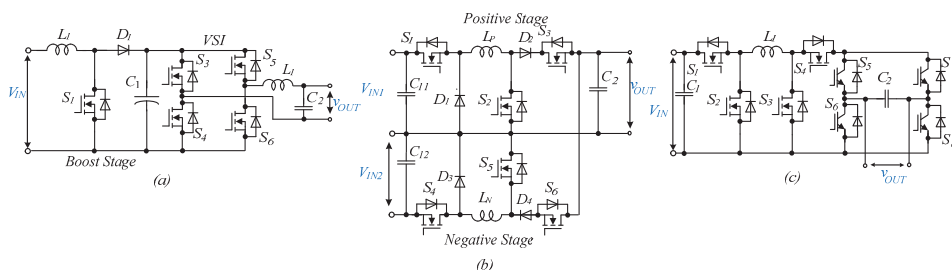 L1
D1
VSI
S3
S5
L1
VIN
S1
C1
C2
vOUT
S4
S6
Boost Stage
(a)
Positive Stage
S1
LP
D2
S3
VIN1
C11
D1
S2
C2
vOUT
VIN2
C12
D3
S5
S4
LN
D4
S6
Negative Stage
(b)
L1
S1
S4
S5
S
C1
S2
S3
C2
VIN
S6
S
vOUT
(c)